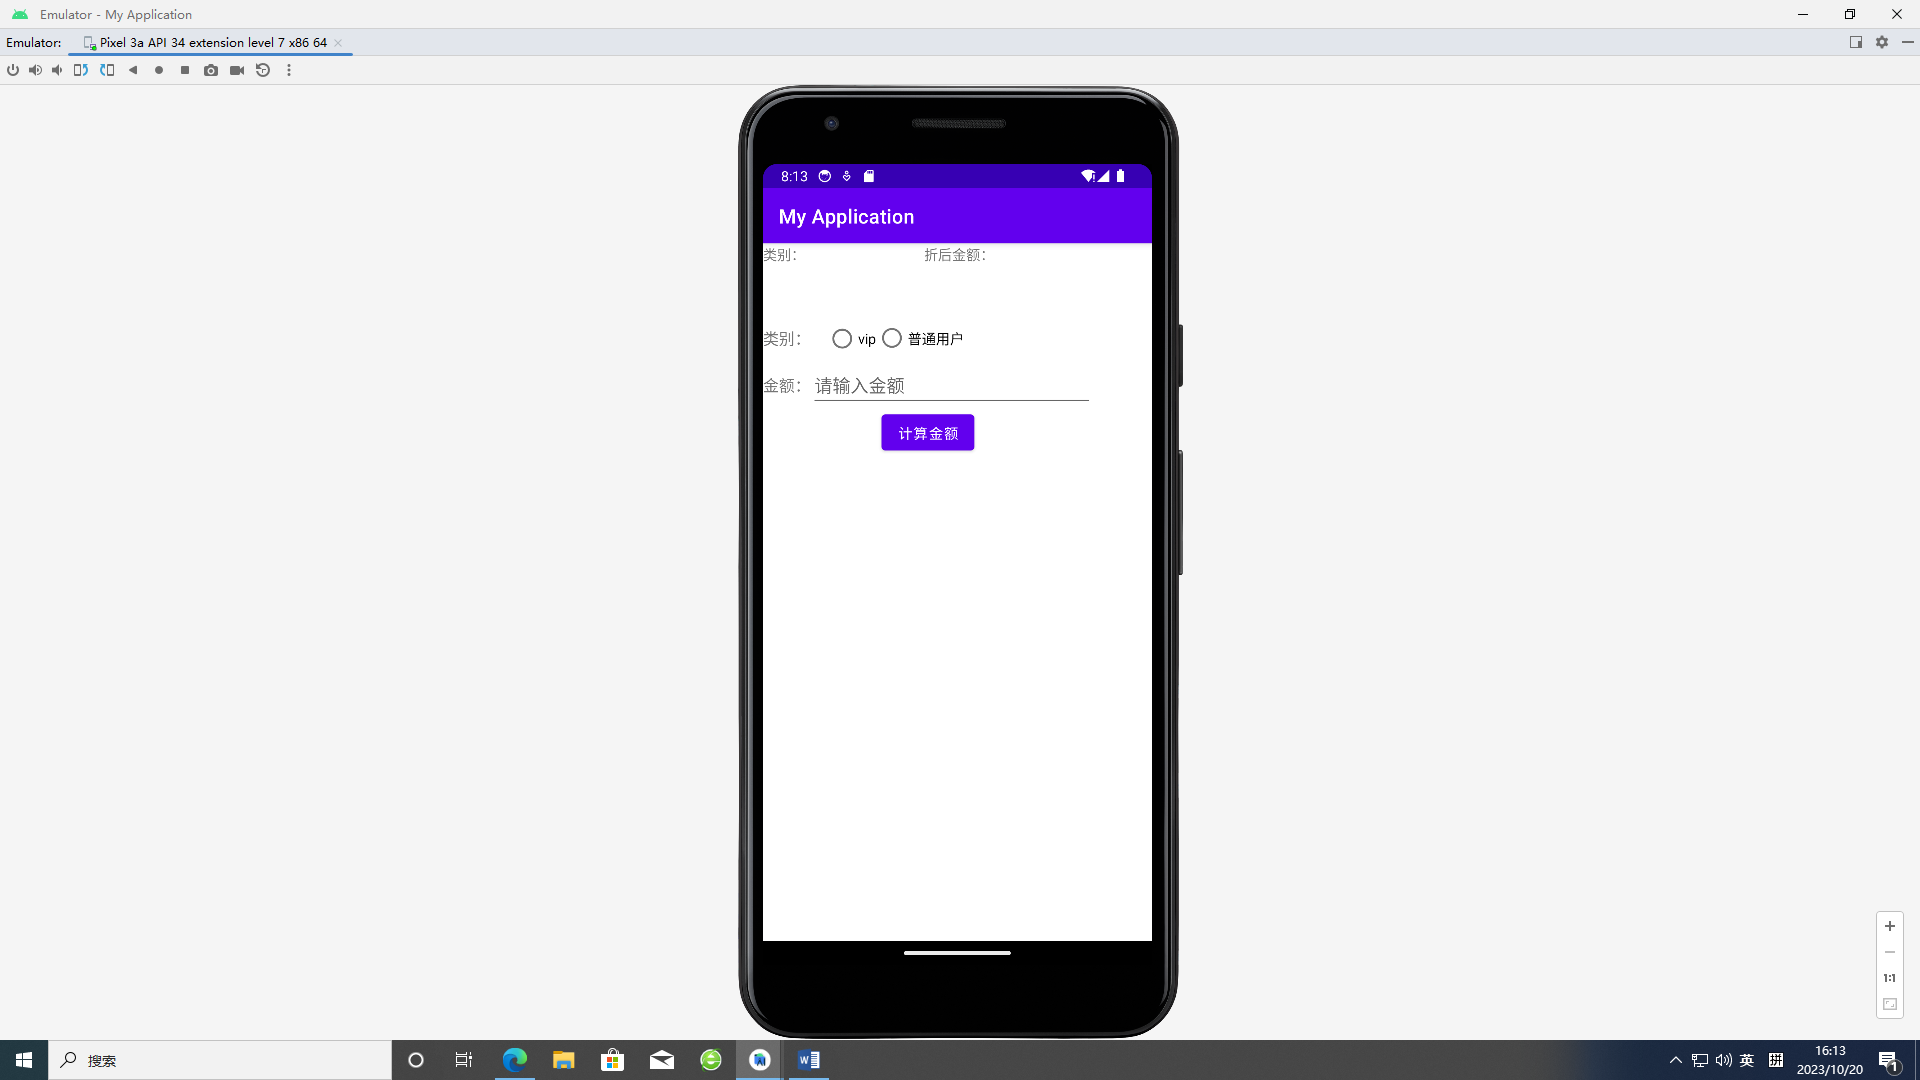 Emulator - My Application
Emulator: Pixel 3a API 34 extension level 7 x86 64
8:13
My Application
类别: 折后金额:
类别: vip 普通用户
金额: 请输入金额
计算金额
1:1
搜索
英 拼 16:13
2023/10/20
1